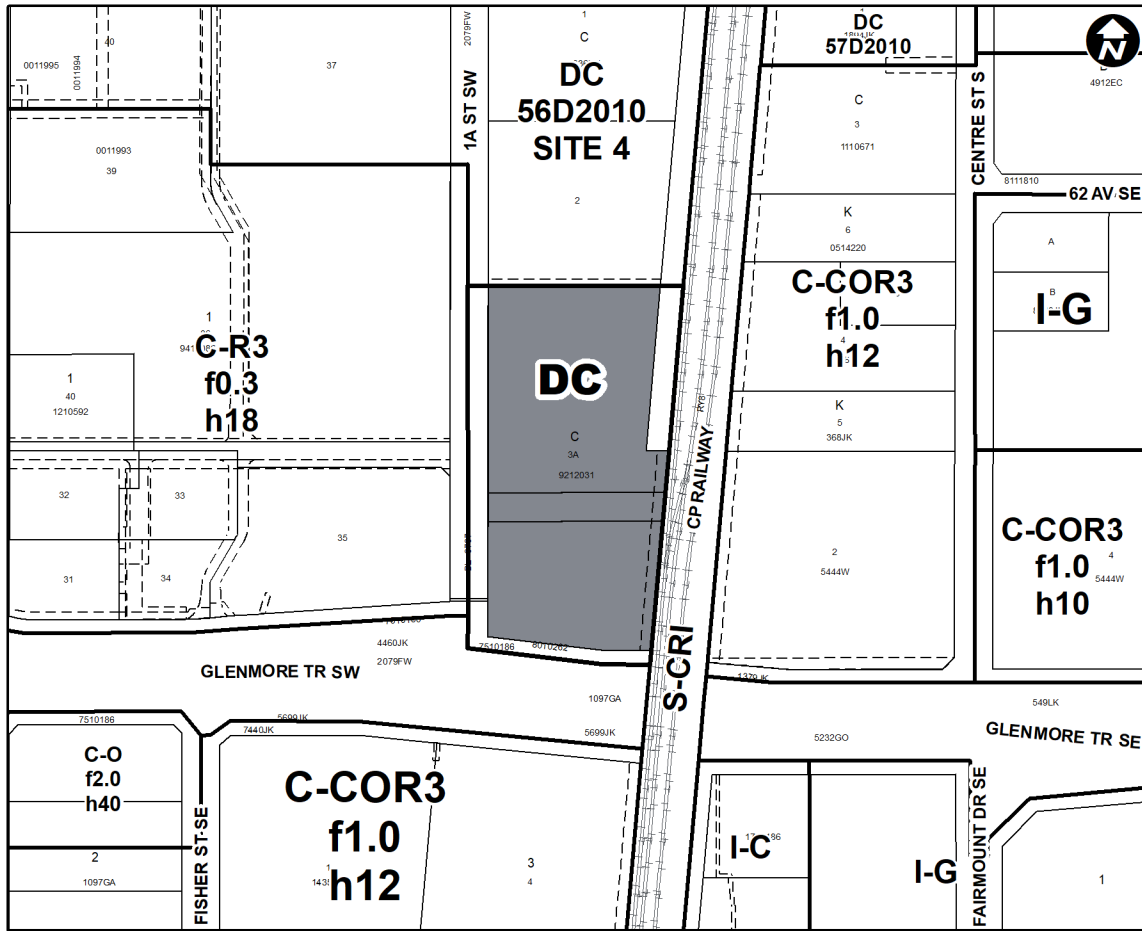 40
0011995
0011994
37
2079FW
1A ST SW
1
C
DC
56D2010
SITE 4
2
DC
57D2010
N
4912EC
C
3
1110671
CENTRE ST S
8111810
62 AV SE
0011993
39
K
6
0514220
A
B
I-G
C-COR3
f1.0
h12
1
C-R3
f0.3
h18
1
40
1210592
DC
C
3A
9212031
K
5
368JK
RY8
CP RAILWAY
32
33
35
31
34
2
5444W
C-COR3
f1.0
h10
4
5444W
4460JK
2079FW
7510186
8010262
GLENMORE TR SW
S-CRI
1097GA
1379JK
549LK
7510186
5699JK
7440JK
5699JK
5232GO
GLENMORE TR SE
C-O
f2.0
h40
2
1097GA
FISHER ST SE
C-COR3
f1.0
h12
3
4
I-C
I-G
FAIRMOUNT DR SE
1